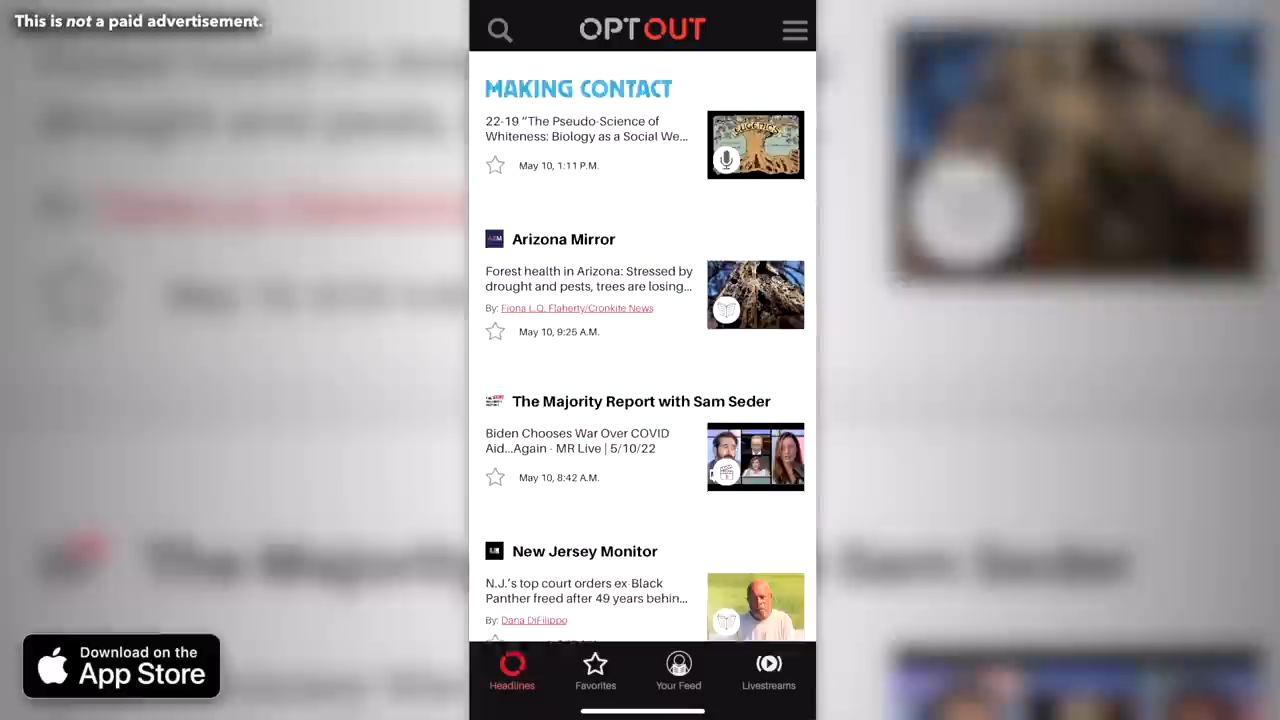 This is not a paid advertisement.
OPTOUT
MAKING CONTACT
22-19 “The Pseudo-Science of
Whiteness: Biology as a Social We...
May 10, 1:11 P.M.
Arizona Mirror
Forest health in Arizona: Stressed by
drought and pests, trees are losing...
By: Fiona L.Q. Flaherty/Cronkite News
May 10, 9:25 A.M.
The Majority Report with Sam Seder
Biden Chooses War Over COVID
Aid...Again - MR Live | 5/10/22
May 10, 8:42 A.M.
New Jersey Monitor
N.J.’s top court orders ex-Black
Panther freed after 49 years behin...
By: Dana DiFilippo
Headlines
Favorites
Your Feed
Livestreams
Download on the
App Store